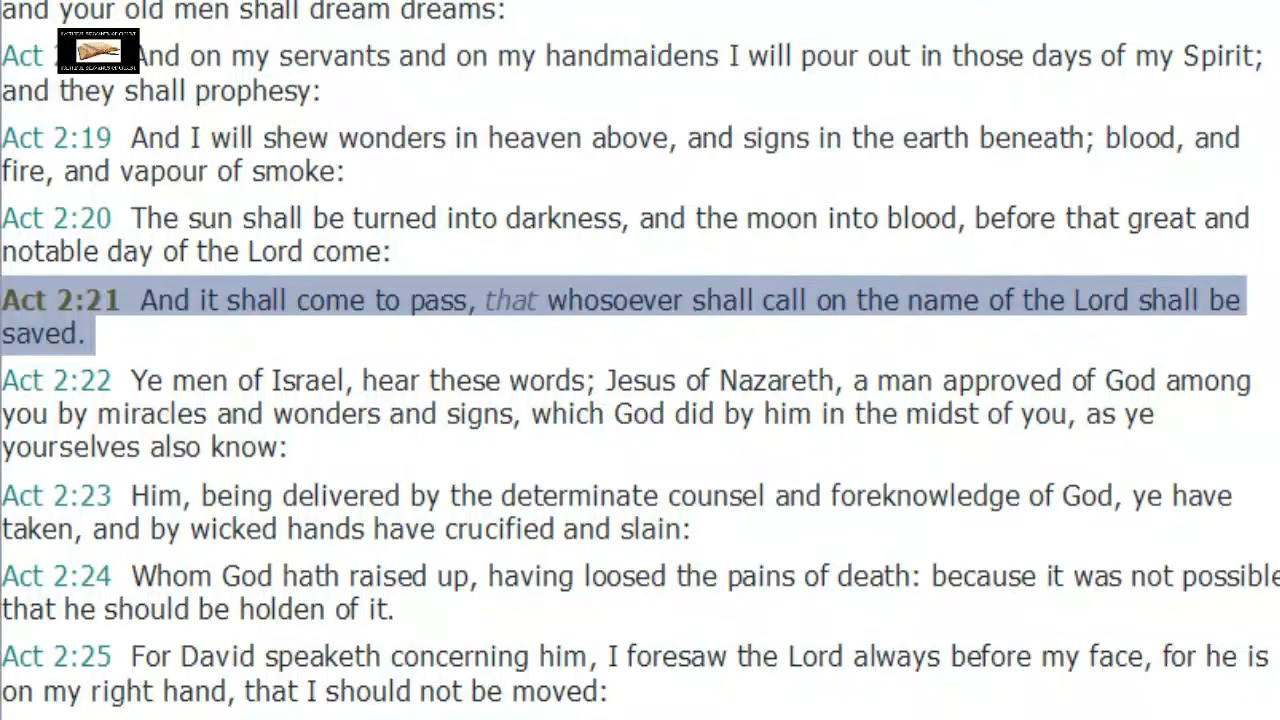 and your old men shall dream dreams:
Act And on my servants and on my handmaidens I will pour out in those days of my Spirit;
and they shall prophesy:
Act 2:19 And I will shew wonders in heaven above, and signs in the earth beneath; blood, and
fire, and vapour of smoke:
Act 2:20 The sun shall be turned into darkness, and the moon into blood, before that great and
notable day of the Lord come:
Act 2:21 And it shall come to pass, that whosoever shall call on the name of the Lord shall be
saved.
Act 2:22 Ye men of Israel, hear these words; Jesus of Nazareth, a man approved of God among
you by miracles and wonders and signs, which God did by him in the midst of you, as ye
yourselves also know:
Act 2:23 Him, being delivered by the determinate counsel and foreknowledge of God, ye have
taken, and by wicked hands have crucified and slain:
Act 2:24 Whom God hath raised up, having loosed the pains of death: because it was not possible
that he should be holden of it.
Act 2:25 For David speaketh concerning him, I foresaw the Lord always before my face, for he is
on my right hand, that I should not be moved: